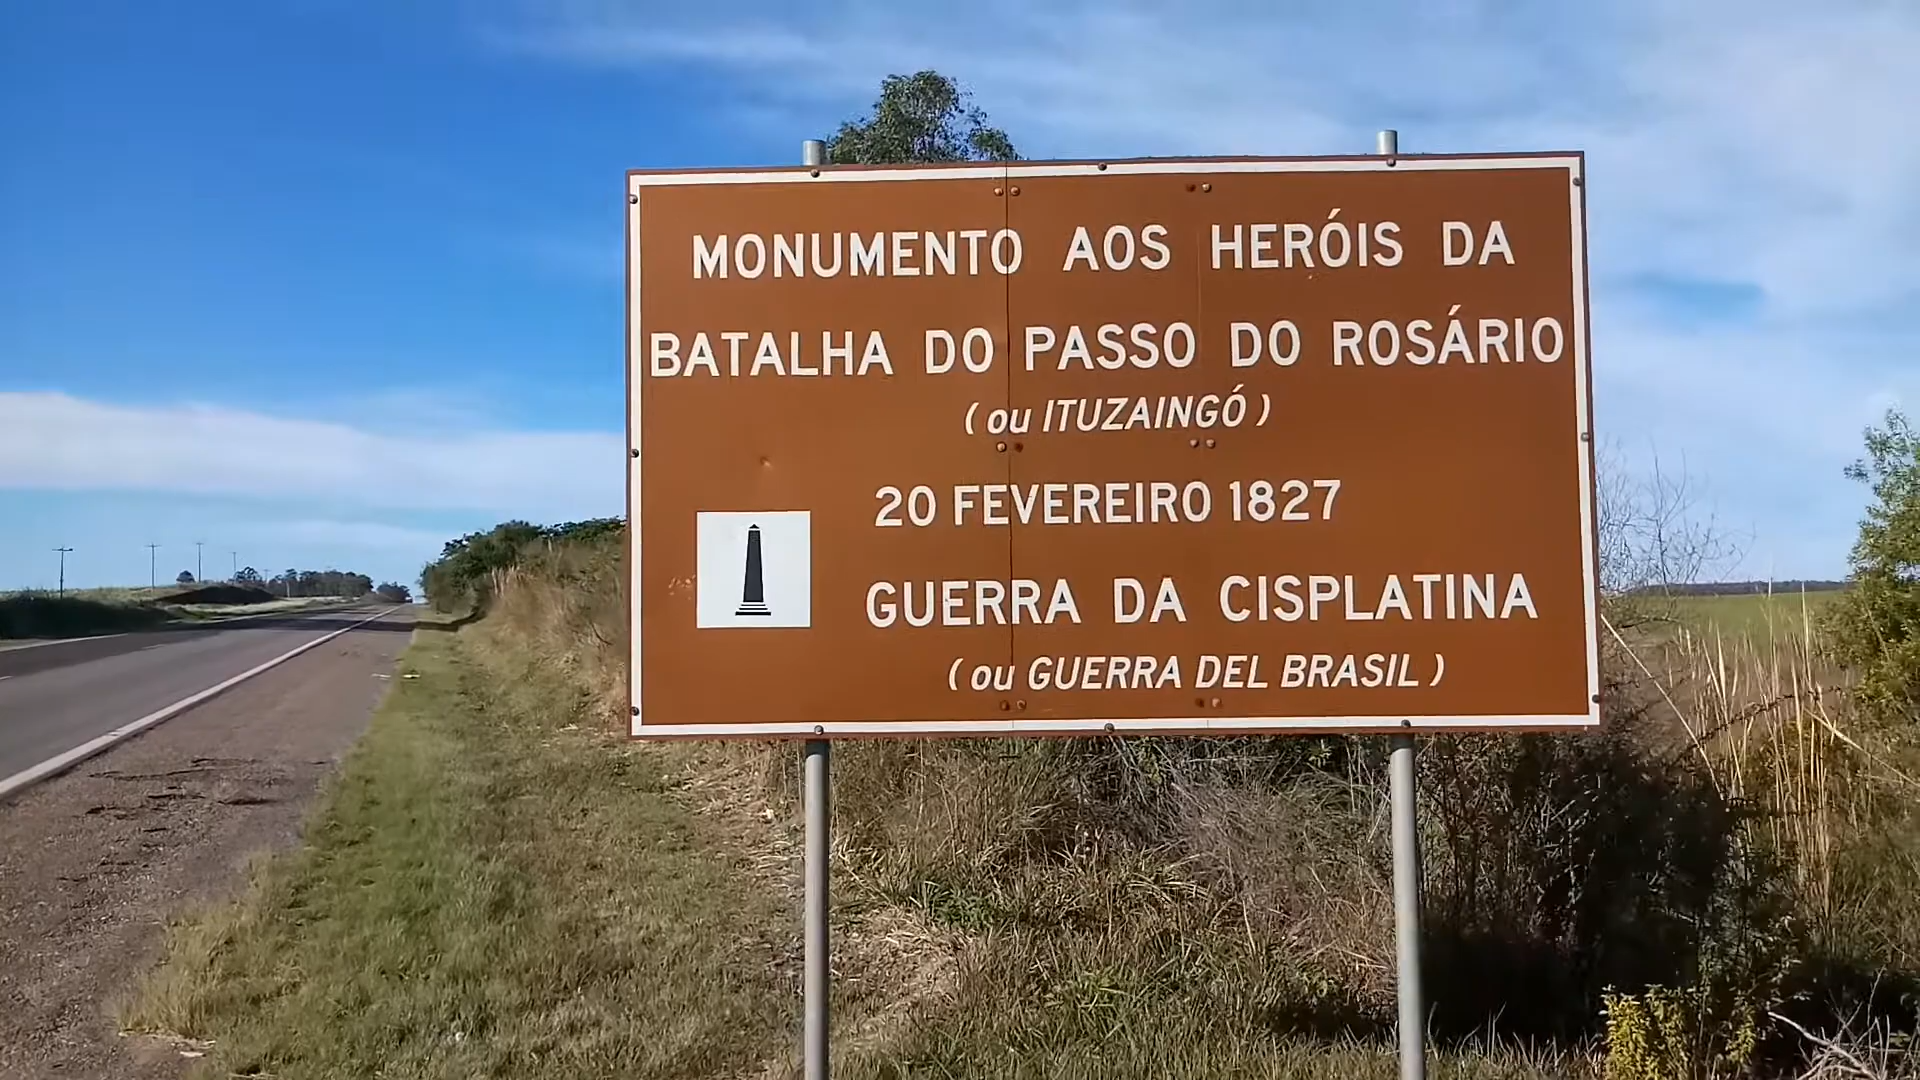 MONUMENTO AOS HERÓIS DA
BATALHA DO PASSO DO ROSÁRIO
( ou ITUZAINGÓ )
20 FEVEREIRO 1827
GUERRA DA CISPLATINA
( ou GUERRA DEL BRASIL )